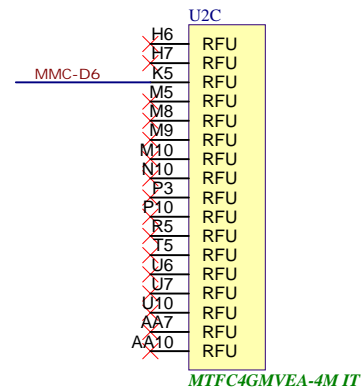 U2C
H6 RFU
H7 RFU
MMC-D6 K5 RFU
M5 RFU
M8 RFU
M9 RFU
M10 RFU
N10 RFU
P3 RFU
P10 RFU
R5 RFU
T5 RFU
U6 RFU
U7 RFU
U10 RFU
AA7 RFU
AA10 RFU
MTFC4GMVEA-4M IT